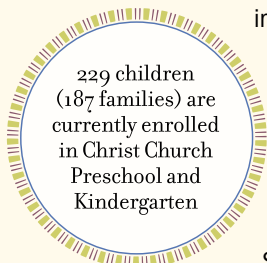 229 children
(187 families) are
currently enrolled
in Christ Church
Preschool and
Kindergarten